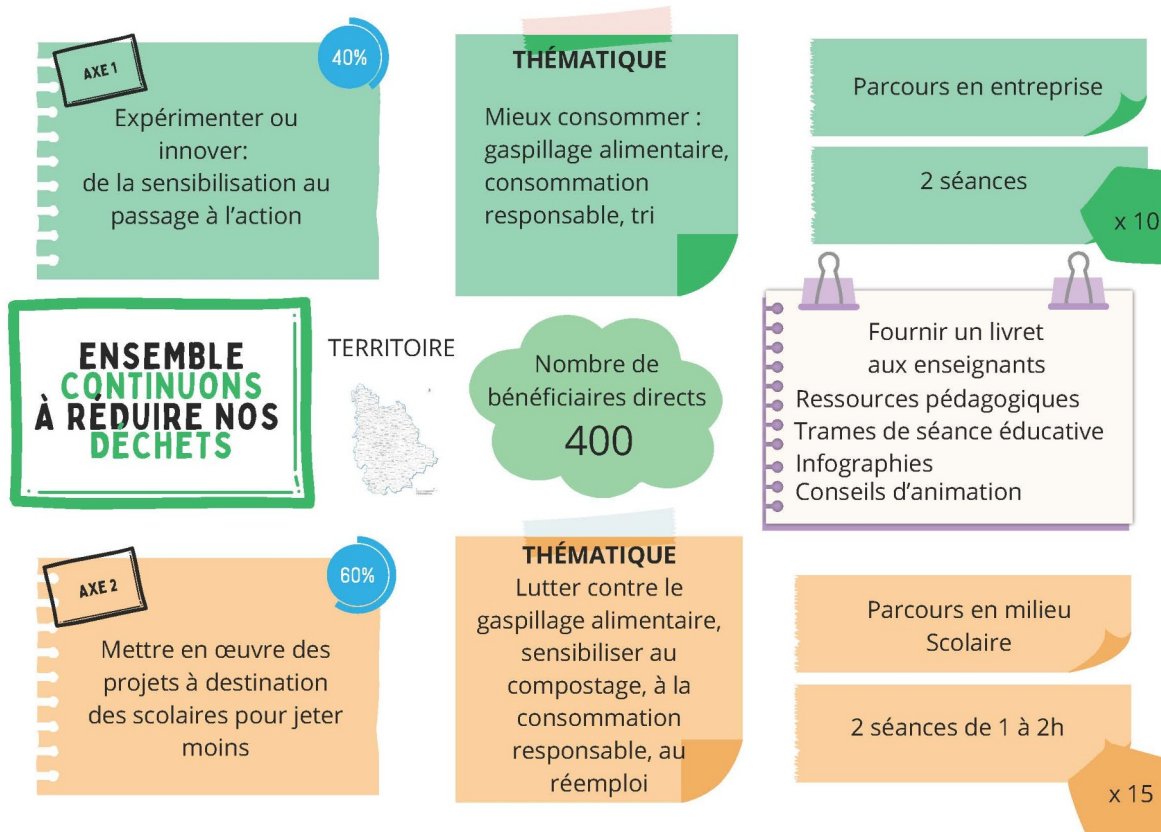 AXE 1
40%
Expérimenter ou
innover:
de la sensibilisation au
passage à l'action
THÉMATIQUE
Mieux consommer :
gaspillage alimentaire,
consommation
responsable, tri
Parcours en entreprise
2 séances
x 10
ENSEMBLE
CONTINUONS
À RÉDUIRE NOS
DÉCHETS
TERRITOIRE
Nombre de
bénéficiaires directs
400
Fournir un livret
aux enseignants
Ressources pédagogiques
Trames de séance éducative
Infographies
Conseils d'animation
AXE 2
60%
Mettre en œuvre des
projets à destination
des scolaires pour jeter
moins
THÉMATIQUE
Lutter contre le
gaspillage alimentaire,
sensibiliser au
compostage, à la
consommation
responsable, au
réemploi
Parcours en milieu
Scolaire
2 séances de 1 à 2h
x 15